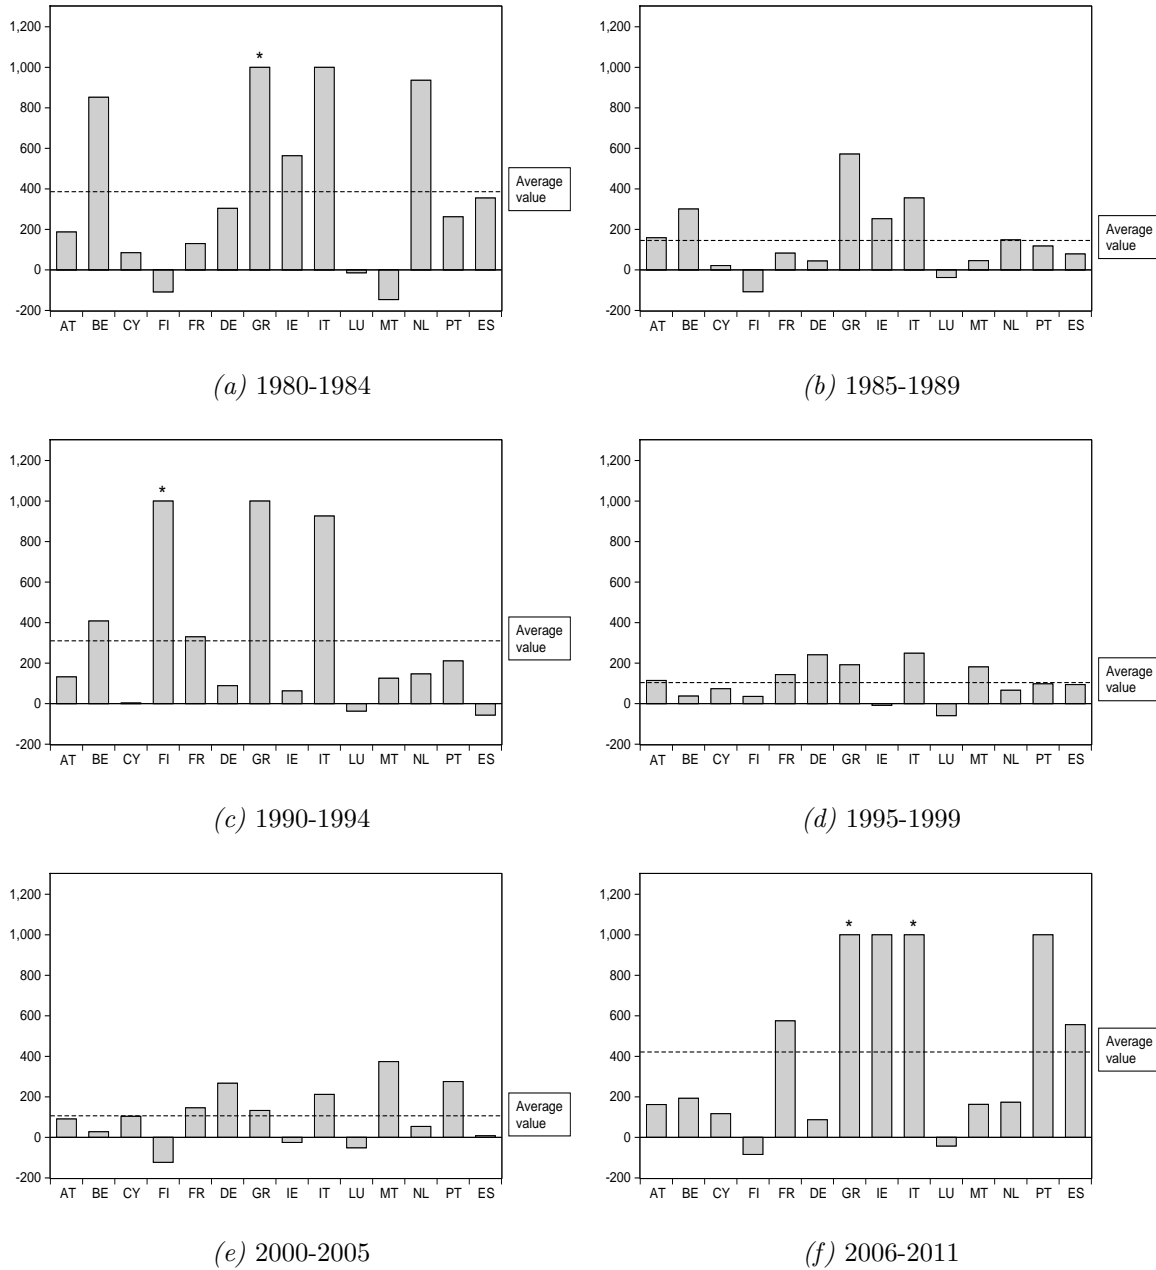 1,200
1,000
800
600
400
200
0
-200
*
Average
value
AT BE CY FI FR DE GR IE IT LU MT NL PT ES
(a) 1980-1984
1,200
1,000
800
600
400
200
0
-200
Average
value
AT BE CY FI FR DE GR IE IT LU MT NL PT ES
(b) 1985-1989
1,200
1,000
800
600
400
200
0
-200
*
Average
value
AT BE CY FI FR DE GR IE IT LU MT NL PT ES
(c) 1990-1994
1,200
1,000
800
600
400
200
0
-200
Average
value
AT BE CY FI FR DE GR IE IT LU MT NL PT ES
(d) 1995-1999
1,200
1,000
800
600
400
200
0
-200
Average
value
AT BE CY FI FR DE GR IE IT LU MT NL PT ES
(e) 2000-2005
1,200
1,000
800
600
400
200
0
-200
* *
Average
value
AT BE CY FI FR DE GR IE IT LU MT NL PT ES
(f) 2006-2011